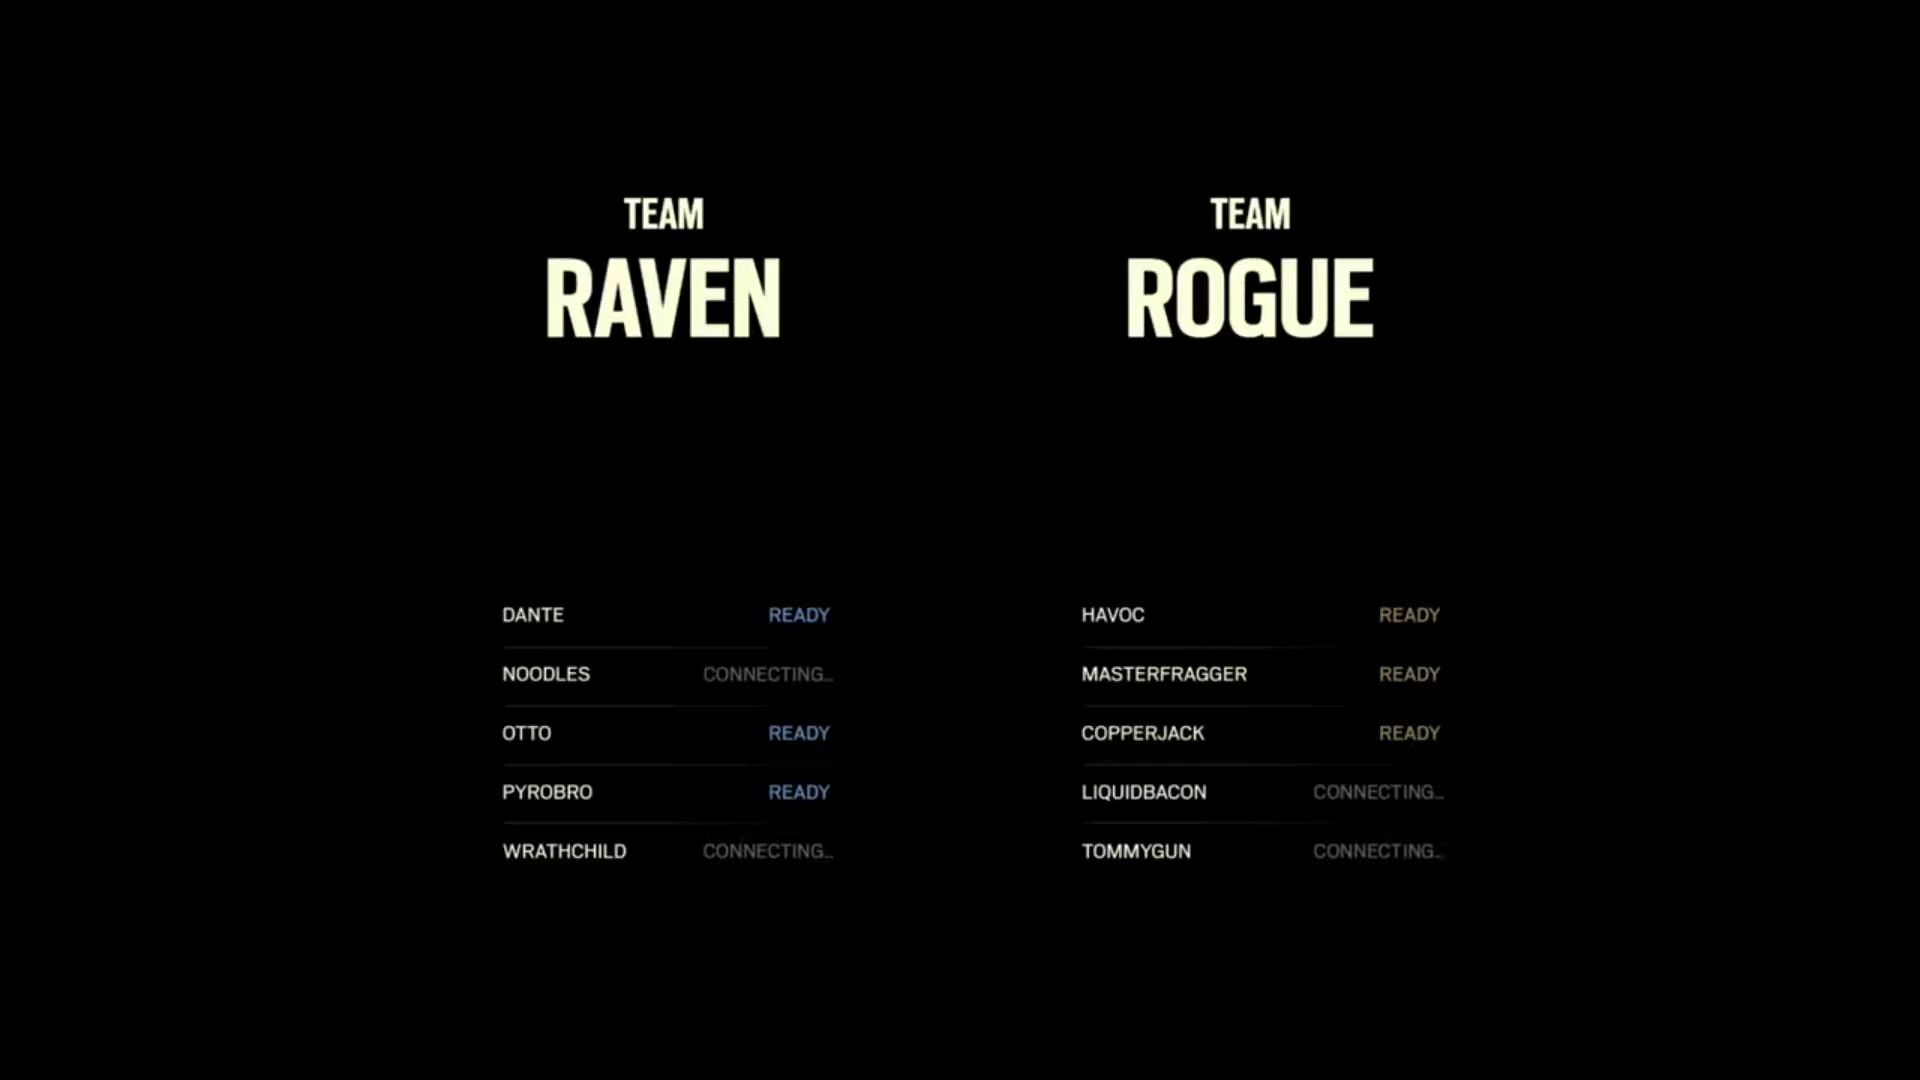 TEAM
RAVEN
DANTE READY
NOODLES CONNECTING...
OTTO READY
PYROBRO READY
WRATHCHILD CONNECTING...
TEAM
ROGUE
HAVOC READY
MASTERFRAGGER READY
COPPERJACK READY
LIQUIDBACON CONNECTING...
TOMMYGUN CONNECTING...